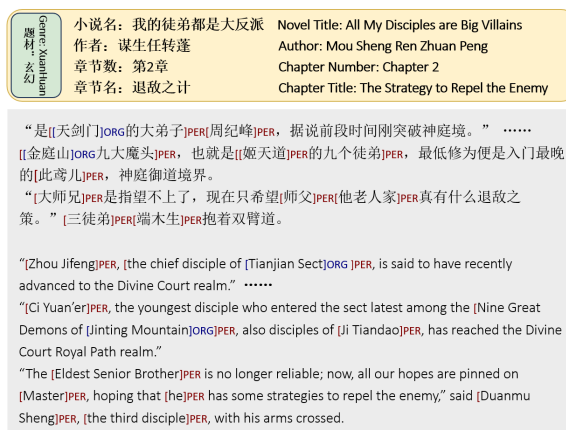 Genre: XuanHuan
题材：玄幻
小说名：我的徒弟都是大反派 Novel Title: All My Disciples are Big Villains
作者：谋生任转蓬 Author: Mou Sheng Ren Zhuan Peng
章节数：第2章 Chapter Number: Chapter 2
章节名：退敌之计 Chapter Title: The Strategy to Repel the Enemy
“是[[天剑门]ORG的大弟子]PER[周纪峰]PER，据说前段时间刚突破神庭境。” ……
[[金庭山]ORG九大魔头]PER，也就是[[姬天道]PER的九个徒弟]PER，最低修为便是入门最晚
的[此鸢儿]PER，神庭御道境界。
“[大师兄]PER是指望不上了，现在只希望[师父]PER[他老人家]PER真有什么退敌之
策。”[三徒弟]PER[端木生]PER抱着双臂道。
“[Zhou Jifeng]PER, [the chief disciple of [Tianjian Sect]ORG ]PER, is said to have recently
advanced to the Divine Court realm.” ……
“[Ci Yuan’er]PER, the youngest disciple who entered the sect latest among the [Nine Great
Demons of [Jinting Mountain]ORG]PER, also disciples of [Ji Tiandao]PER, has reached the Divine
Court Royal Path realm.”
“The [Eldest Senior Brother]PER is no longer reliable; now, all our hopes are pinned on
[Master]PER, hoping that [he]PER has some strategies to repel the enemy,” said [Duanmu
Sheng]PER, [the third disciple]PER, with his arms crossed.